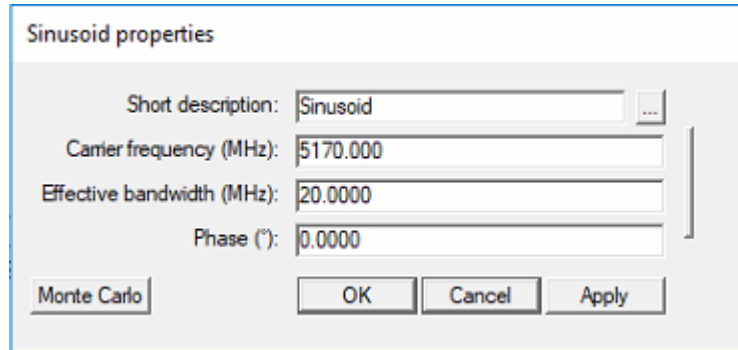 Sinusoid properties
Short description: Sinusoid ...
Carrier frequency (MHz): 5170.000
Effective bandwidth (MHz): 20.0000
Phase (°): 0.0000
Monte Carlo OK Cancel Apply